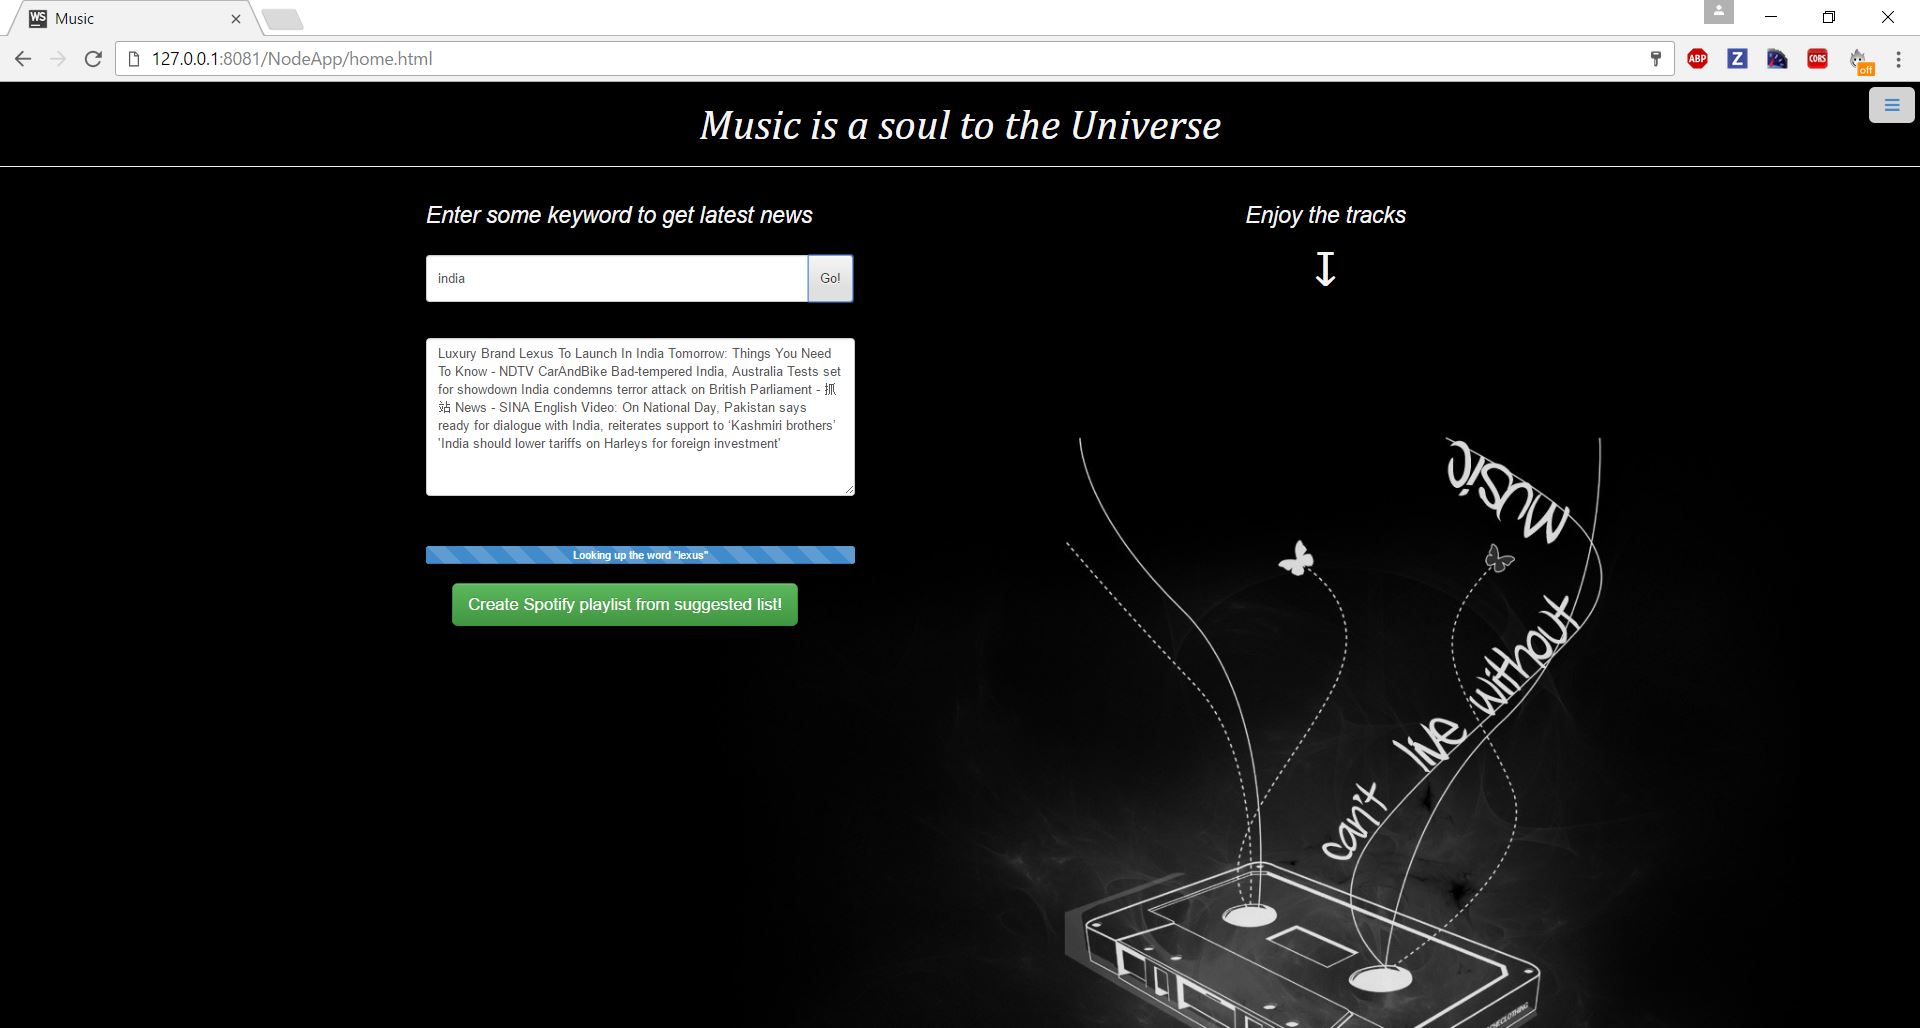 WS Music
127.0.0.1:8081/NodeApp/home.html
ABP
Z
CORS
off
Music is a soul to the Universe
Enter some keyword to get latest news
Enjoy the tracks
india
Go!
Luxury Brand Lexus To Launch In India Tomorrow: Things You Need
To Know - NDTV CarAndBike Bad-tempered India, Australia Tests set
for showdown India condemns terror attack on British Parliament - 抓
站 News - SINA English Video: On National Day, Pakistan says
ready for dialogue with India, reiterates support to ‘Kashmiri brothers’
'India should lower tariffs on Harleys for foreign investment'
Looking up the word "lexus"
Create Spotify playlist from suggested list!
can't live without music
CLOTHING